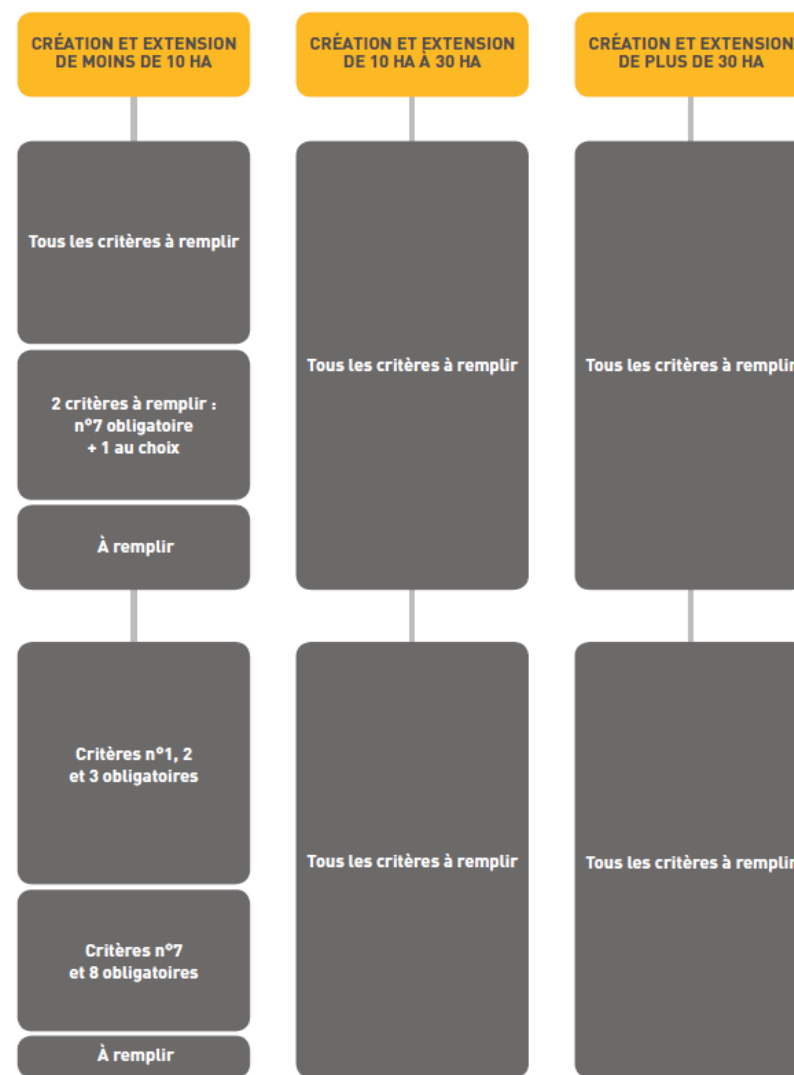 CRÉATION ET EXTENSION
DE MOINS DE 10 HA
Tous les critères à remplir
2 critères à remplir :
n°7 obligatoire
+ 1 au choix
À remplir
Critères n°1, 2
et 3 obligatoires
Critères n°7
et 8 obligatoires
À remplir
CRÉATION ET EXTENSION
DE 10 HA À 30 HA
Tous les critères à remplir
Tous les critères à remplir
CRÉATION ET EXTENSION
DE PLUS DE 30 HA
Tous les critères à remplir
Tous les critères à remplir